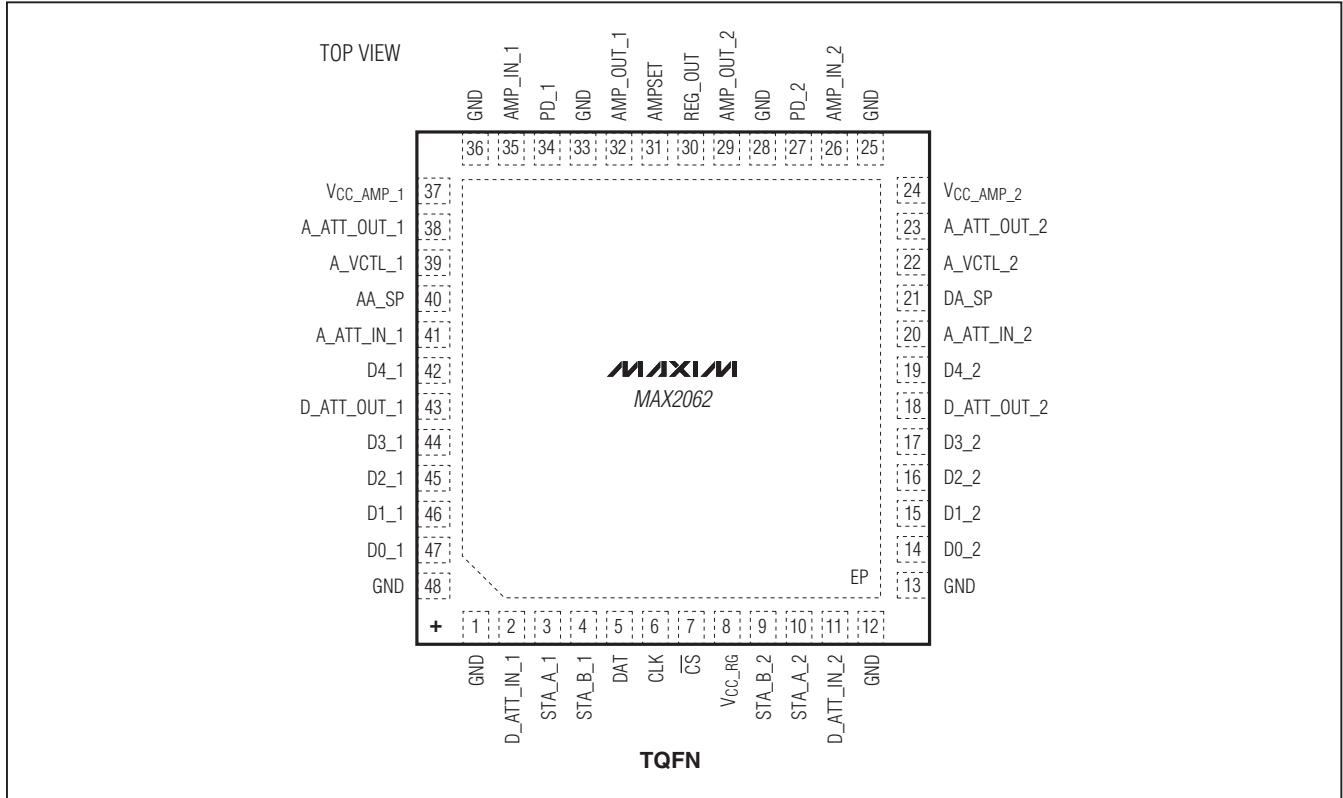 TOP VIEW
GND AMP_IN_1 PD_1 GND AMP_OUT_1 AMPSET REG_OUT AMP_OUT_2 GND PD_2 AMP_IN_2 GND
36 35 34 33 32 31 30 29 28 27 26 25
VCC_AMP_1 37 24 VCC_AMP_2
A_ATT_OUT_1 38 23 A_ATT_OUT_2
A_VCTL_1 39 22 A_VCTL_2
AA_SP 40 21 DA_SP
A_ATT_IN_1 41 20 A_ATT_IN_2
D4_1 42 19 D4_2
MAXIM
MAX2062
D_ATT_OUT_1 43 18 D_ATT_OUT_2
D3_1 44 17 D3_2
D2_1 45 16 D2_2
D1_1 46 15 D1_2
D0_1 47 14 D0_2
EP
GND 48 13 GND
+ 1 2 3 4 5 6 7 8 9 10 11 12
GND D_ATT_IN_1 STA_A_1 STA_B_1 DAT CLK C̅S̅ VCC_RG STA_B_2 STA_A_2 D_ATT_IN_2 GND
TQFN